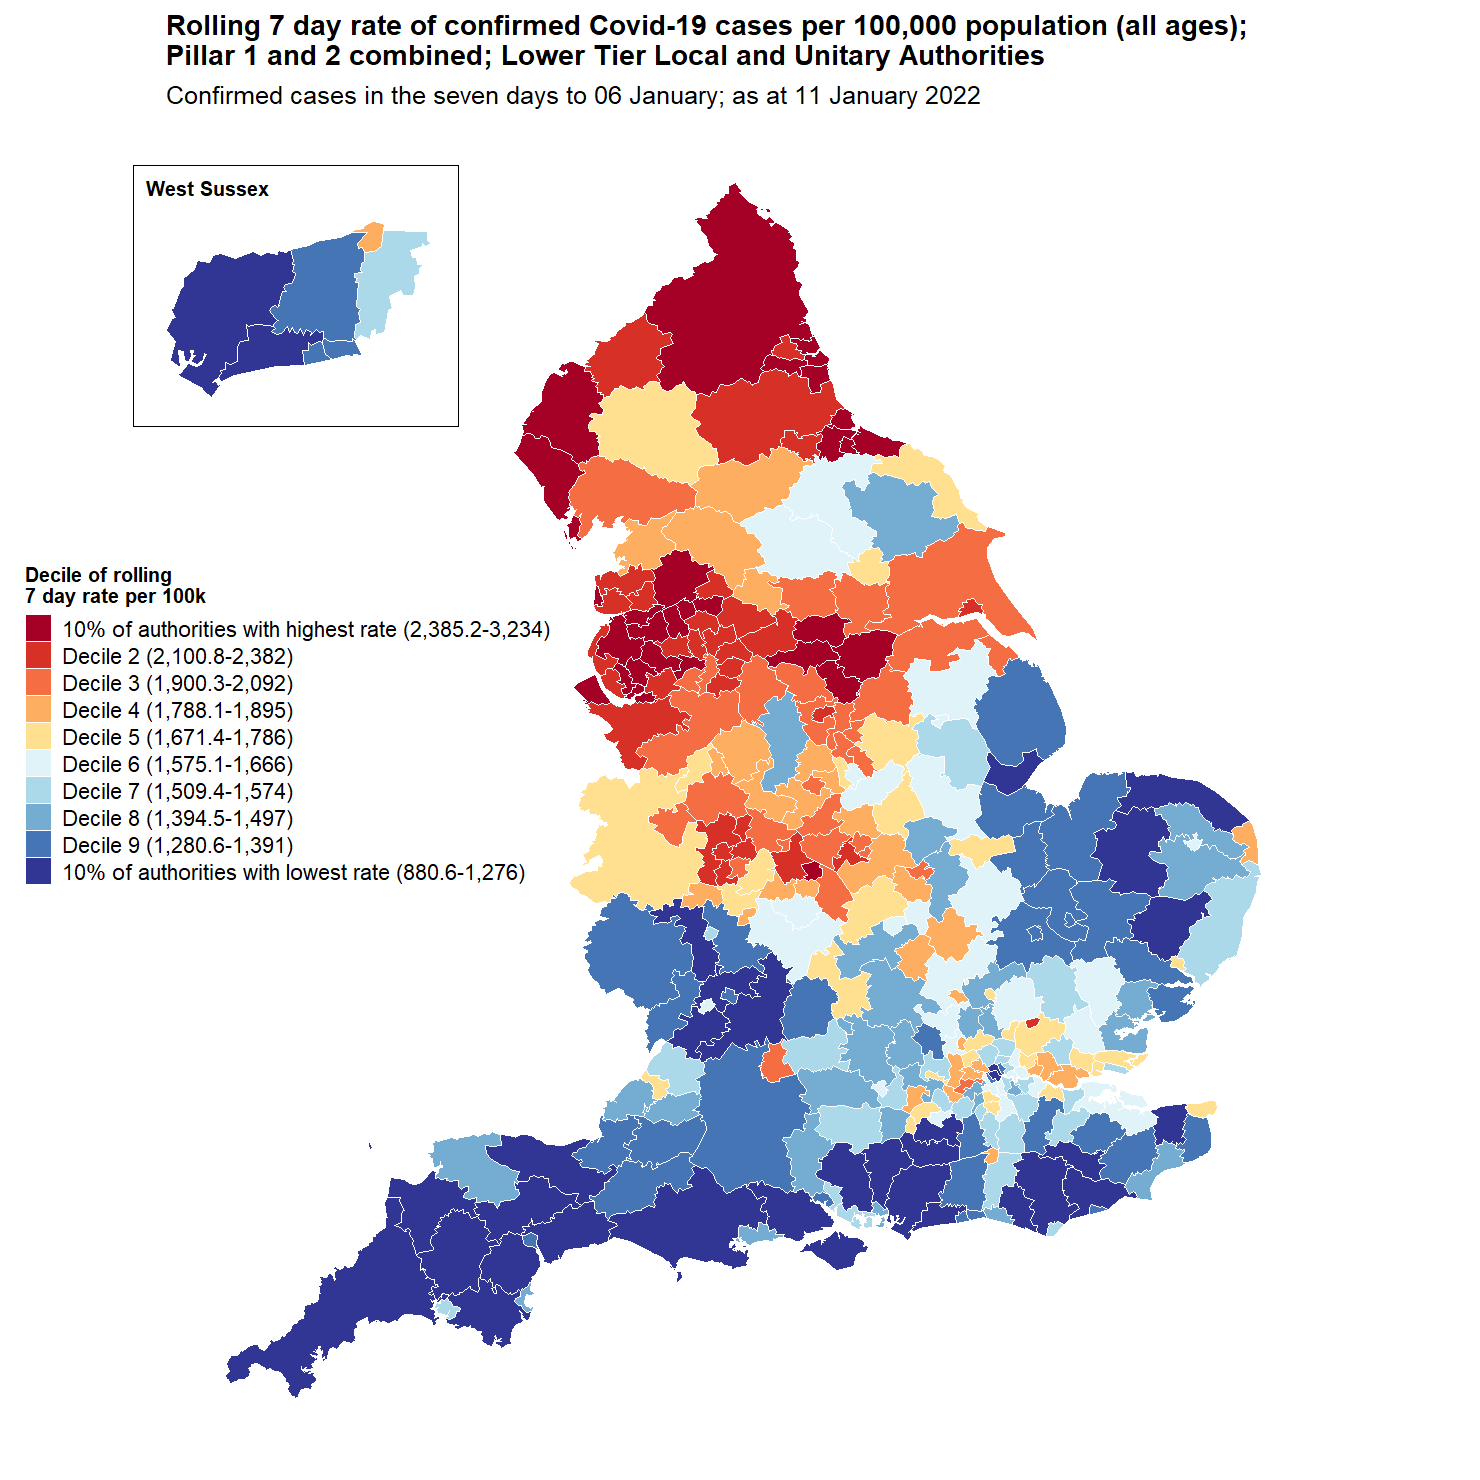 Rolling 7 day rate of confirmed Covid-19 cases per 100,000 population (all ages);
Pillar 1 and 2 combined; Lower Tier Local and Unitary Authorities
Confirmed cases in the seven days to 06 January; as at 11 January 2022
West Sussex
Decile of rolling
7 day rate per 100k
10% of authorities with highest rate (2,385.2-3,234)
Decile 2 (2,100.8-2,382)
Decile 3 (1,900.3-2,092)
Decile 4 (1,788.1-1,895)
Decile 5 (1,671.4-1,786)
Decile 6 (1,575.1-1,666)
Decile 7 (1,509.4-1,574)
Decile 8 (1,394.5-1,497)
Decile 9 (1,280.6-1,391)
10% of authorities with lowest rate (880.6-1,276)